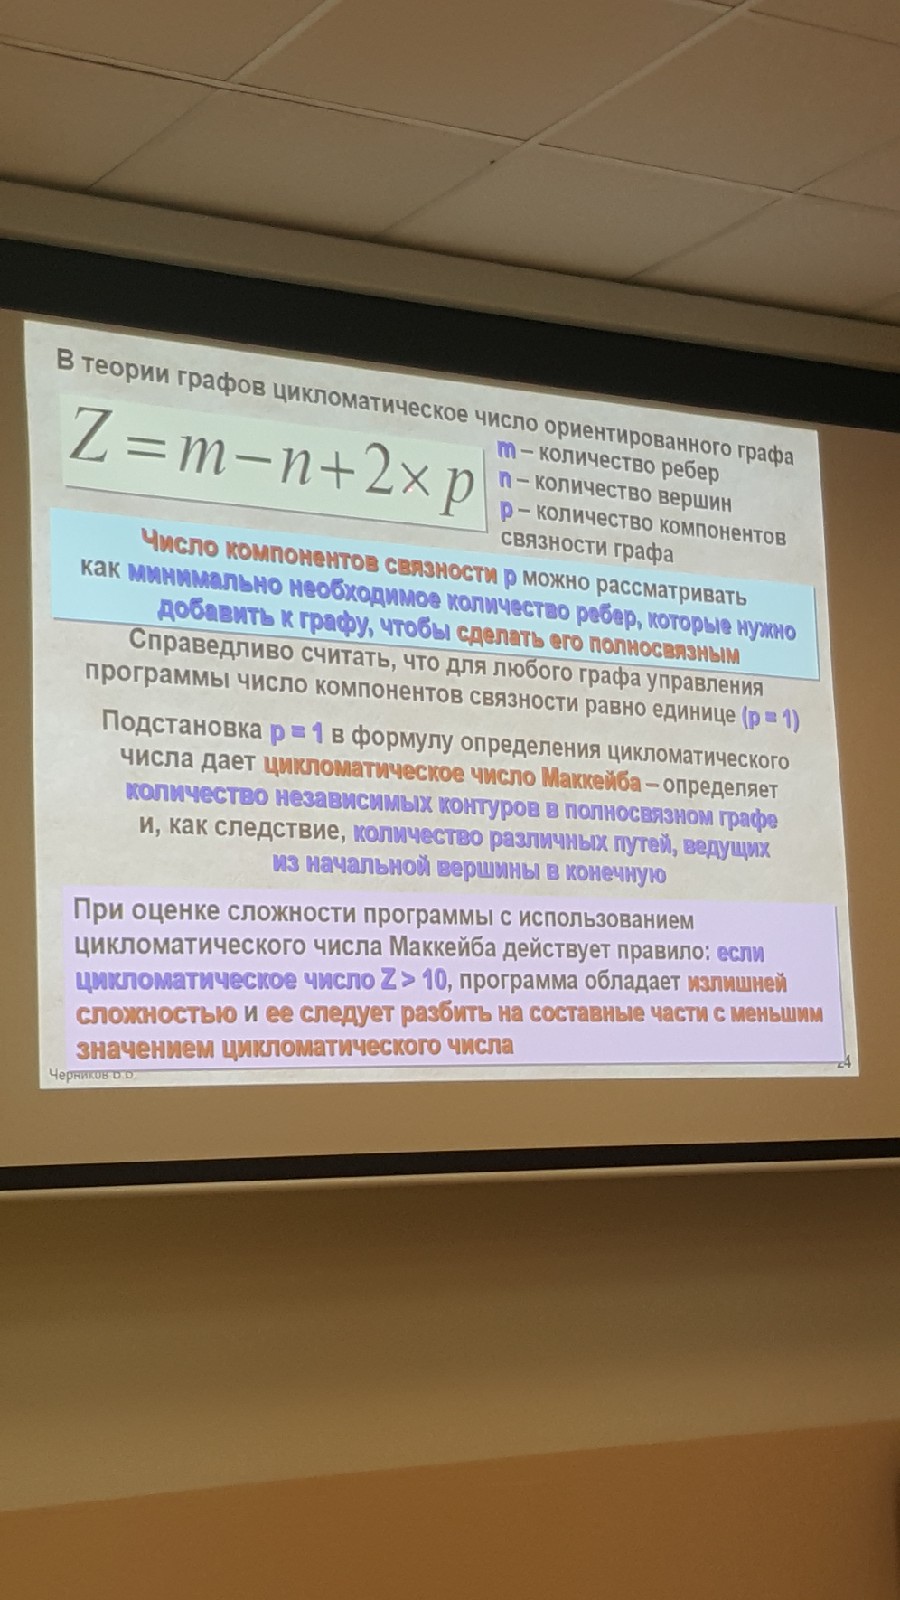 В теории графов цикломатическое число ориентированного графа
Z = m − n + 2 × p
m – количество ребер
n – количество вершин
p – количество компонентов
связности графа
Число компонентов связности p можно рассматривать
как минимально необходимое количество ребер, которые нужно
добавить к графу, чтобы сделать его полносвязным
Справедливо считать, что для любого графа управления
программы число компонентов связности равно единице (p = 1)
Подстановка p = 1 в формулу определения цикломатического
числа дает цикломатическое число Маккейба – определяет
количество независимых контуров в полносвязном графе
и, как следствие, количество различных путей, ведущих
из начальной вершины в конечную
При оценке сложности программы с использованием
цикломатического числа Маккейба действует правило: если
цикломатическое число Z > 10, программа обладает излишней
сложностью и ее следует разбить на составные части с меньшим
значением цикломатического числа
Черников
24